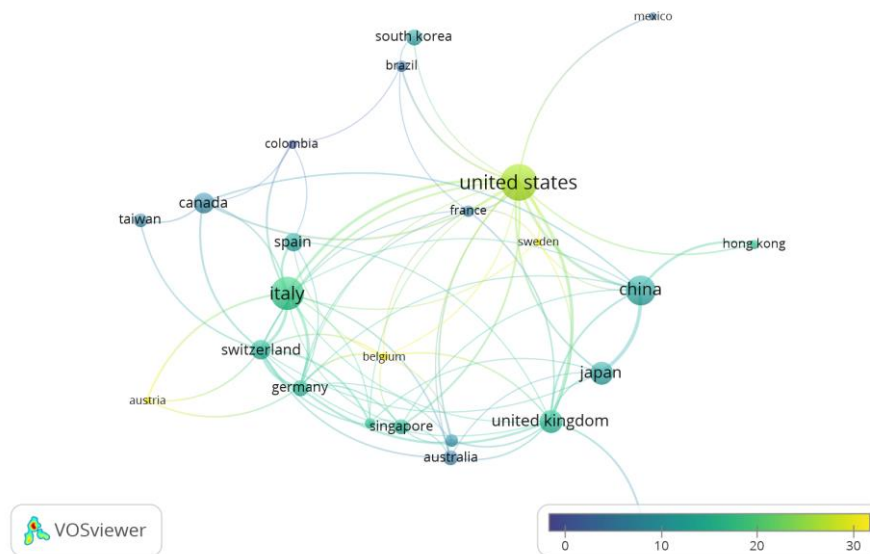 mexico
south korea
brazil
colombia
united states
canada
france
taiwan
spain
sweden
hong kong
italy
china
switzerland
belgium
japan
germany
austria
united kingdom
singapore
australia
VOSviewer
0 10 20 30